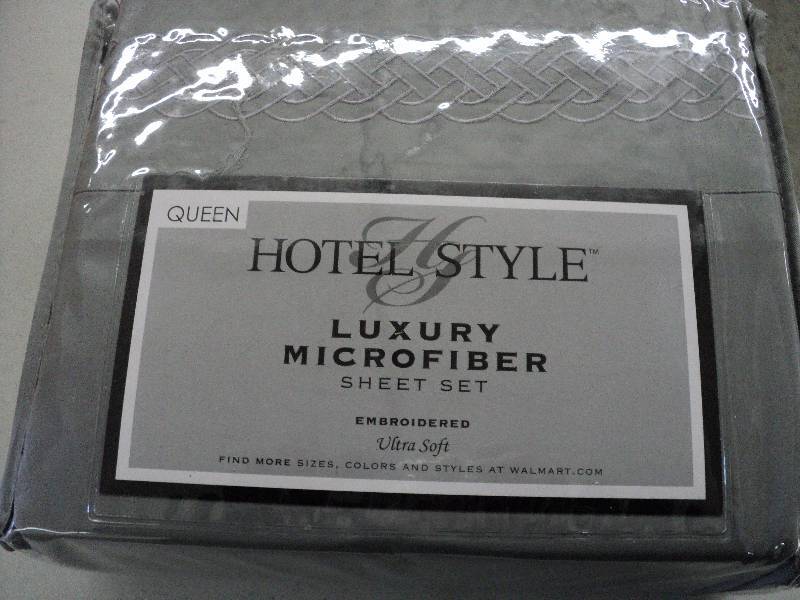 QUEEN
HS
HOTEL STYLE™
LUXURY
MICROFIBER
SHEET SET
EMBROIDERED
Ultra Soft
FIND MORE SIZES, COLORS AND STYLES AT WALMART.COM